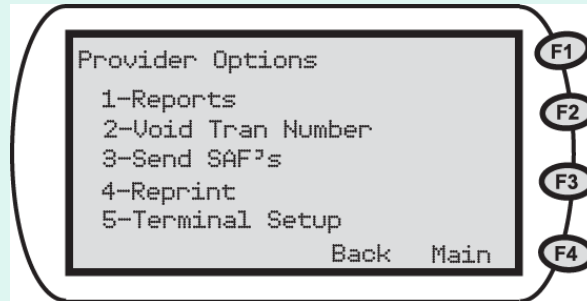 Provider Options
1-Reports
2-Void Tran Number
3-Send SAF's
4-Reprint
5-Terminal Setup
Back Main
F1
F2
F3
F4